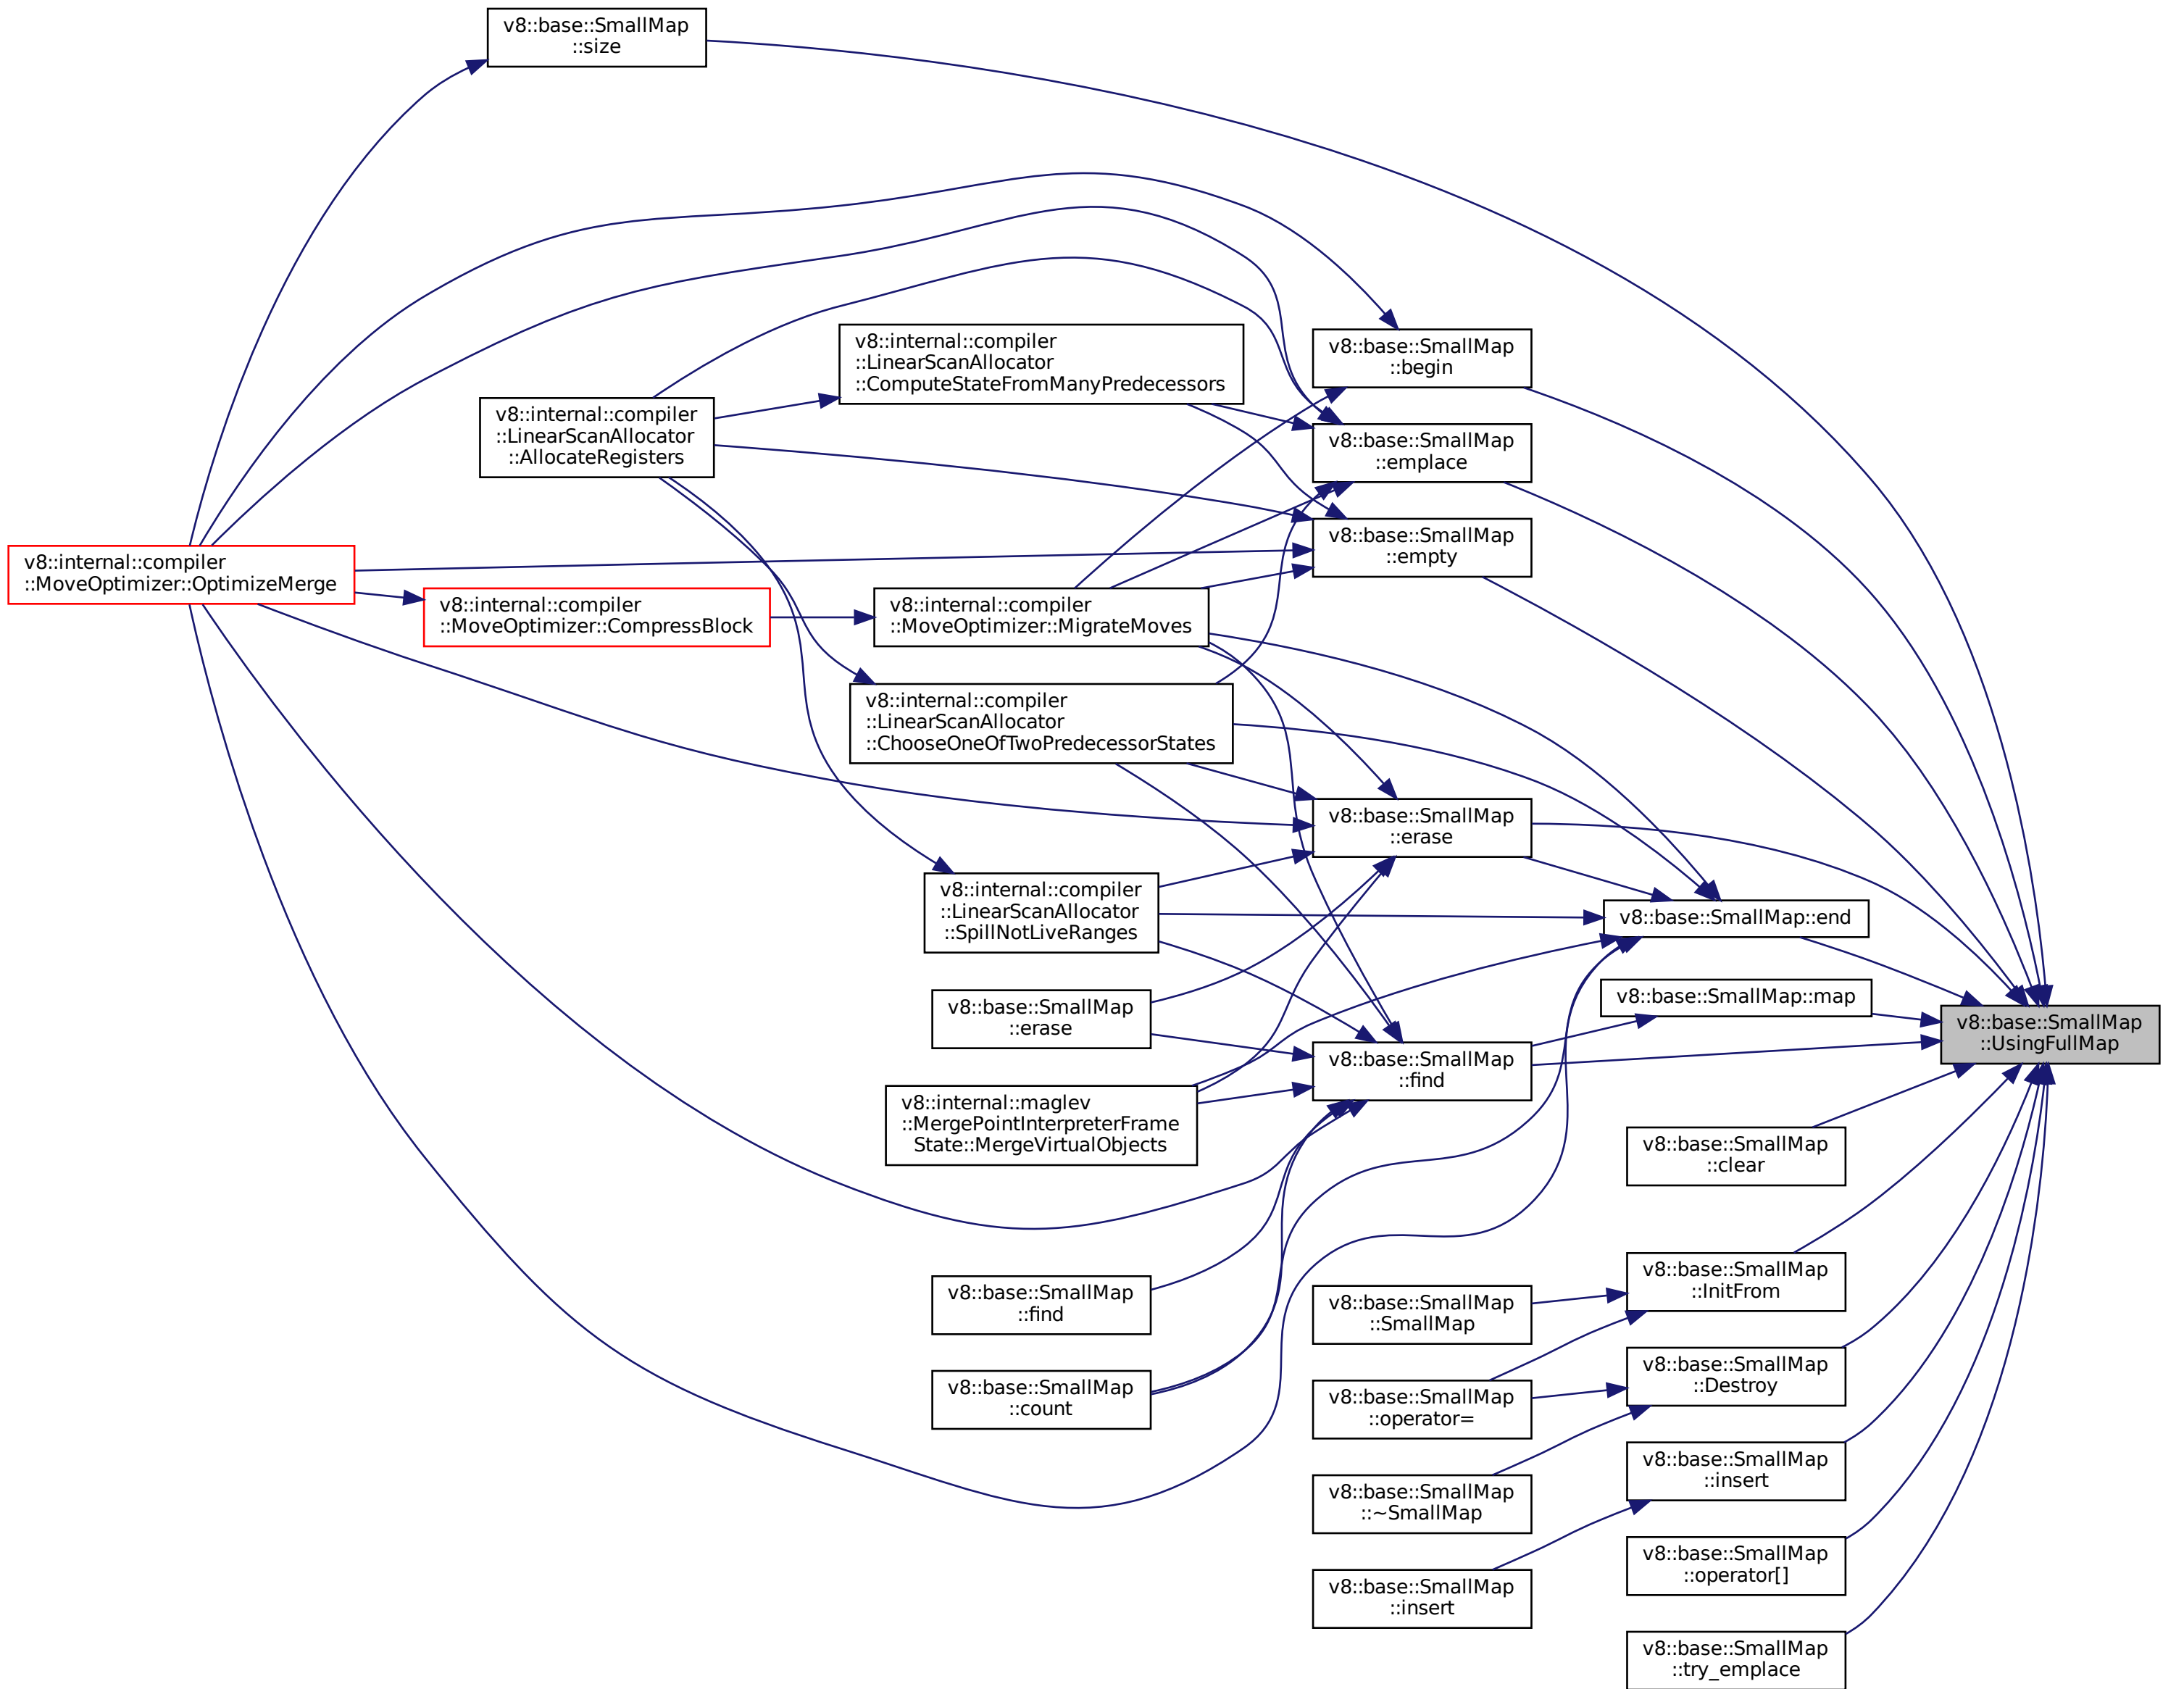 v8::base::SmallMap
::size
v8::internal::compiler
::LinearScanAllocator
::ComputeStateFromManyPredecessors
v8::base::SmallMap
::begin
v8::internal::compiler
::LinearScanAllocator
::AllocateRegisters
v8::base::SmallMap
::emplace
v8::base::SmallMap
::empty
v8::internal::compiler
::MoveOptimizer::OptimizeMerge
v8::internal::compiler
::MoveOptimizer::CompressBlock
v8::internal::compiler
::MoveOptimizer::MigrateMoves
v8::internal::compiler
::LinearScanAllocator
::ChooseOneOfTwoPredecessorStates
v8::base::SmallMap
::erase
v8::internal::compiler
::LinearScanAllocator
::SpillNotLiveRanges
v8::base::SmallMap::end
v8::base::SmallMap
::erase
v8::base::SmallMap::map
v8::base::SmallMap
::UsingFullMap
v8::base::SmallMap
::find
v8::internal::maglev
::MergePointInterpreterFrame
State::MergeVirtualObjects
v8::base::SmallMap
::clear
v8::base::SmallMap
::InitFrom
v8::base::SmallMap
::find
v8::base::SmallMap
::SmallMap
v8::base::SmallMap
::Destroy
v8::base::SmallMap
::count
v8::base::SmallMap
::operator=
v8::base::SmallMap
::insert
v8::base::SmallMap
::~SmallMap
v8::base::SmallMap
::operator[]
v8::base::SmallMap
::insert
v8::base::SmallMap
::try_emplace